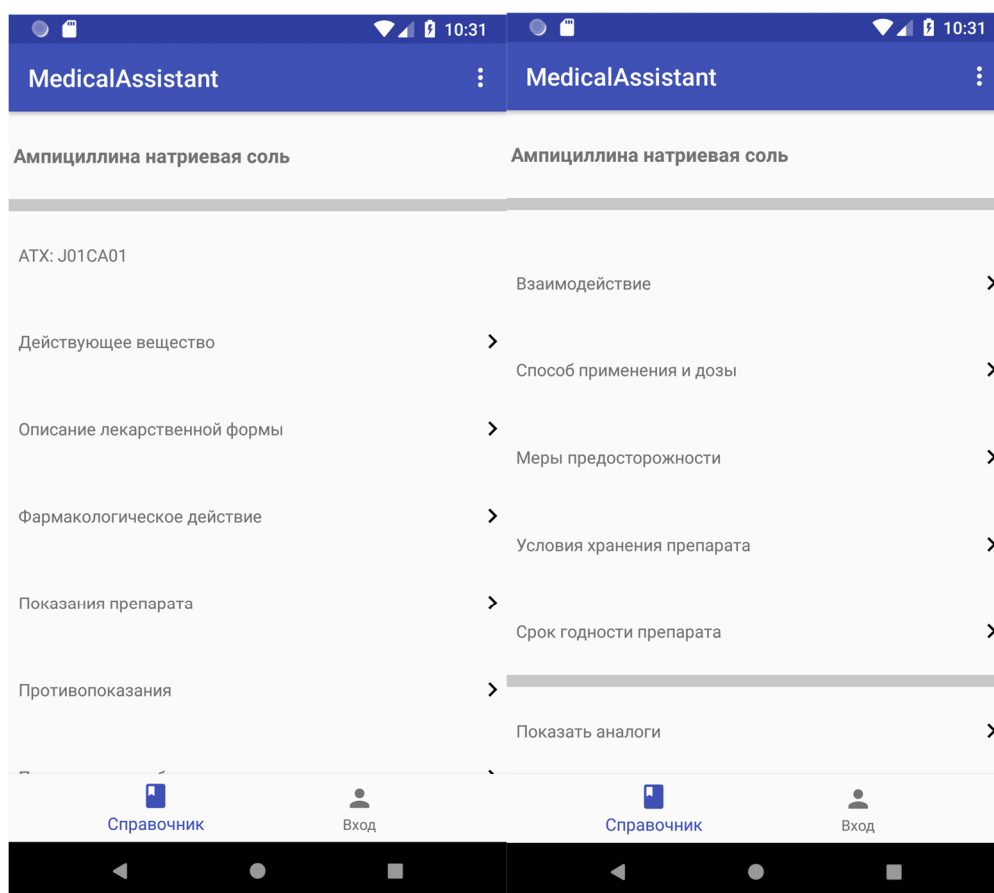 10:31
MedicalAssistant
Ампициллина натриевая соль
АТХ: J01CA01
Действующее вещество
Описание лекарственной формы
Фармакологическое действие
Показания препарата
Противопоказания
Справочник
Вход
10:31
MedicalAssistant
Ампициллина натриевая соль
Взаимодействие
Способ применения и дозы
Меры предосторожности
Условия хранения препарата
Срок годности препарата
Показать аналоги
Справочник
Вход